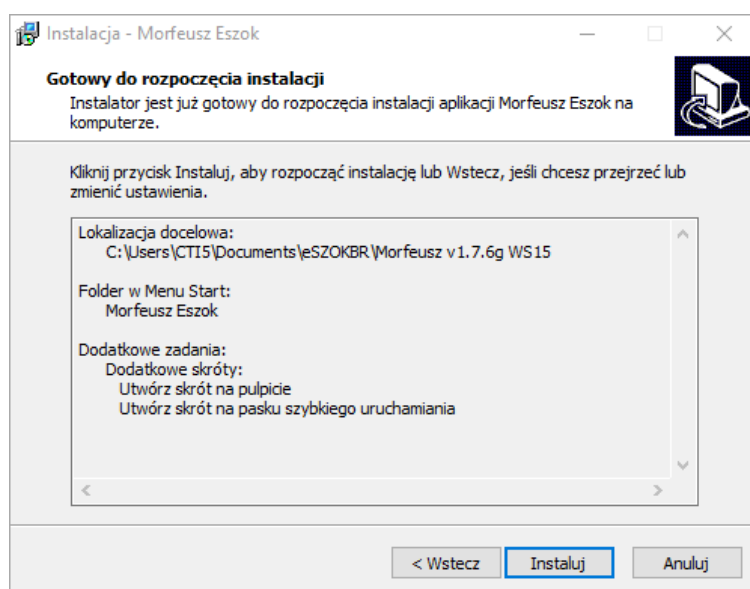 Instalacja - Morfeusz Eszok
Gotowy do rozpoczęcia instalacji
Instalator jest już gotowy do rozpoczęcia instalacji aplikacji Morfeusz Eszok na
komputerze.
Kliknij przycisk Instaluj, aby rozpocząć instalację lub Wstecz, jeśli chcesz przejrzeć lub
zmienić ustawienia.
Lokalizacja docelowa:
C:\Users\CTI5\Documents\eSZOKBR\Morfeusz v1.7.6g WS15
Folder w Menu Start:
Morfeusz Eszok
Dodatkowe zadania:
Dodatkowe skróty:
Utwórz skrót na pulpicie
Utwórz skrót na pasku szybkiego uruchamiania
< Wstecz Instaluj Anuluj